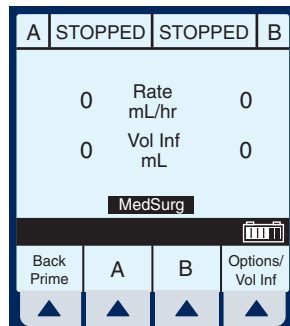 A STOPPED STOPPED B
0 Rate mL/hr 0
0 Vol Inf mL 0
MedSurg
Back Prime A B Options/ Vol Inf